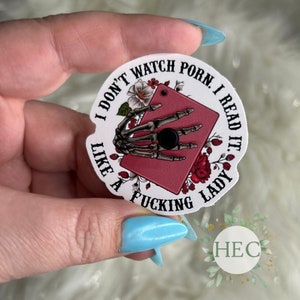 I DON'T WATCH PORN, I READ IT.
LIKE A FUCKING LADY
HEC